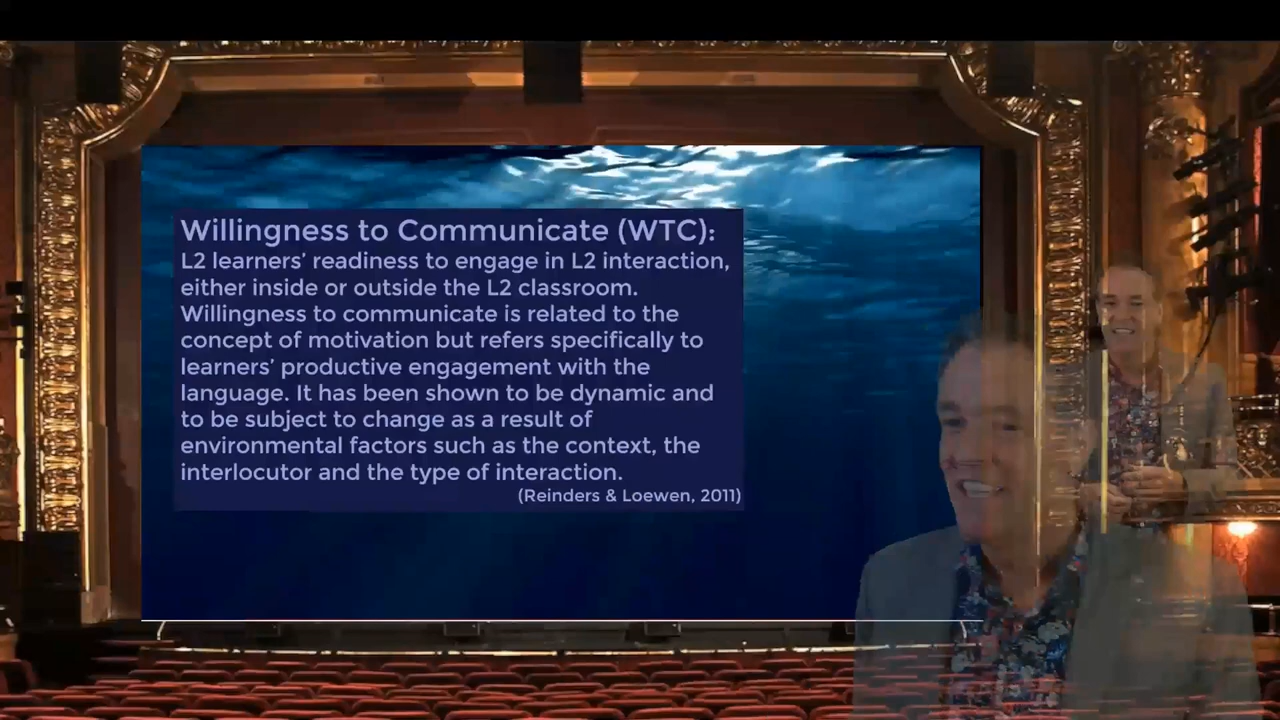 Willingness to Communicate (WTC):
L2 learners’ readiness to engage in L2 interaction,
either inside or outside the L2 classroom.
Willingness to communicate is related to the
concept of motivation but refers specifically to
learners’ productive engagement with the
language. It has been shown to be dynamic and
to be subject to change as a result of
environmental factors such as the context, the
interlocutor and the type of interaction.
(Reinders & Loewen, 2011)